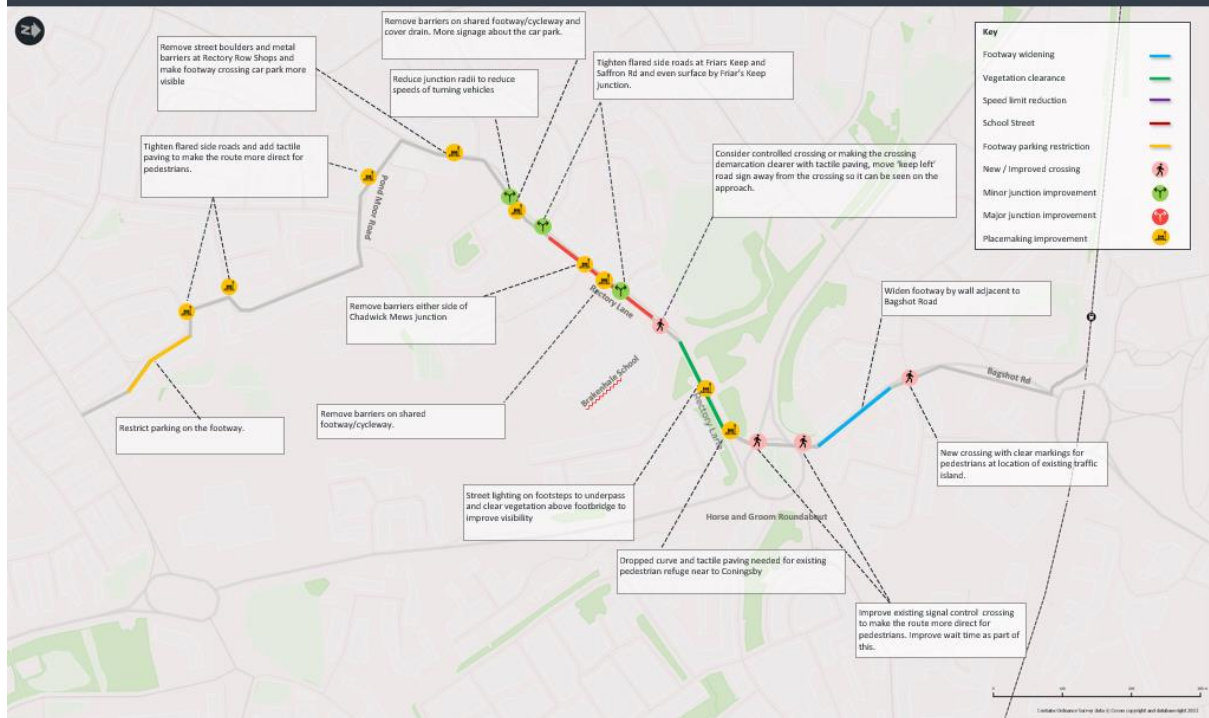 Z
Remove street boulders and metal
barriers at Rectory Row Shops and
make footway crossing car park more
visible
Remove barriers on shared footway/cycleway and
cover drain. More signage about the car park.
Reduce junction radii to reduce
speeds of turning vehicles
Tighten flared side roads at Friars Keep and
Saffron Rd and even surface by Friar's Keep
junction.
Tighten flared side roads and add tactile
paving to make the route more direct for
pedestrians.
Consider controlled crossing or making the crossing
demarcation clearer with tactile paving, move 'keep left'
road sign away from the crossing so it can be seen on the
approach.
Key
Footway widening
Vegetation clearance
Speed limit reduction
School Street
Footway parking restriction
New / Improved crossing
Minor junction improvement
Major junction improvement
Placemaking improvement
Pond Moor Road
Remove barriers either side of
Chadwick Mews junction
Rectory Lane
Widen footway by wall adjacent to
Bagshot Road
Brakenhale School
Bagshot Rd
Restrict parking on the footway.
Remove barriers on shared
footway/cycleway.
Rectory Lane
New crossing with clear markings for
pedestrians at location of existing traffic
island.
Street lighting on footsteps to underpass
and clear vegetation above footbridge to
improve visibility
Horse and Groom Roundabout
Dropped curve and tactile paving needed for existing
pedestrian refuge near to Coningsby
Improve existing signal control crossing
to make the route more direct for
pedestrians. Improve wait time as part of
this.
Contains Ordnance Survey data © Crown copyright and database right